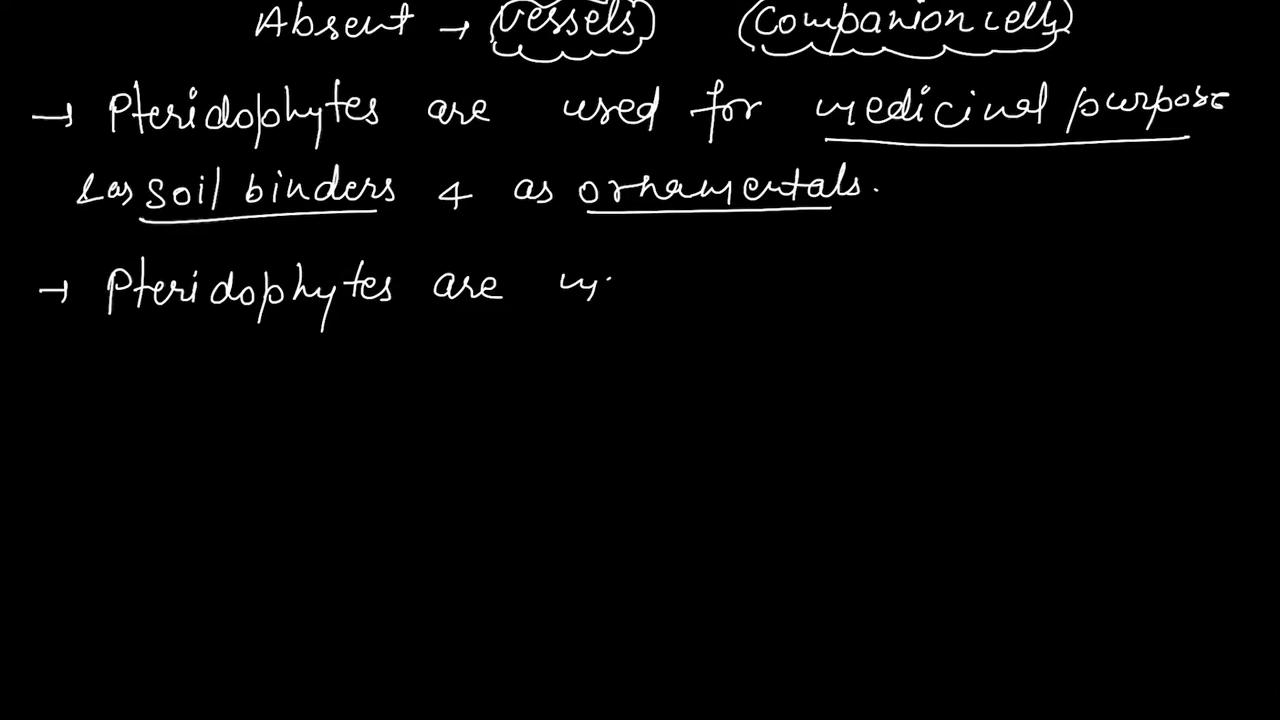 Absent → vessels companion cells
→ Pteridophytes are used for medicinal purpose
& as soil binders & as ornamentals.
→ Pteridophytes are